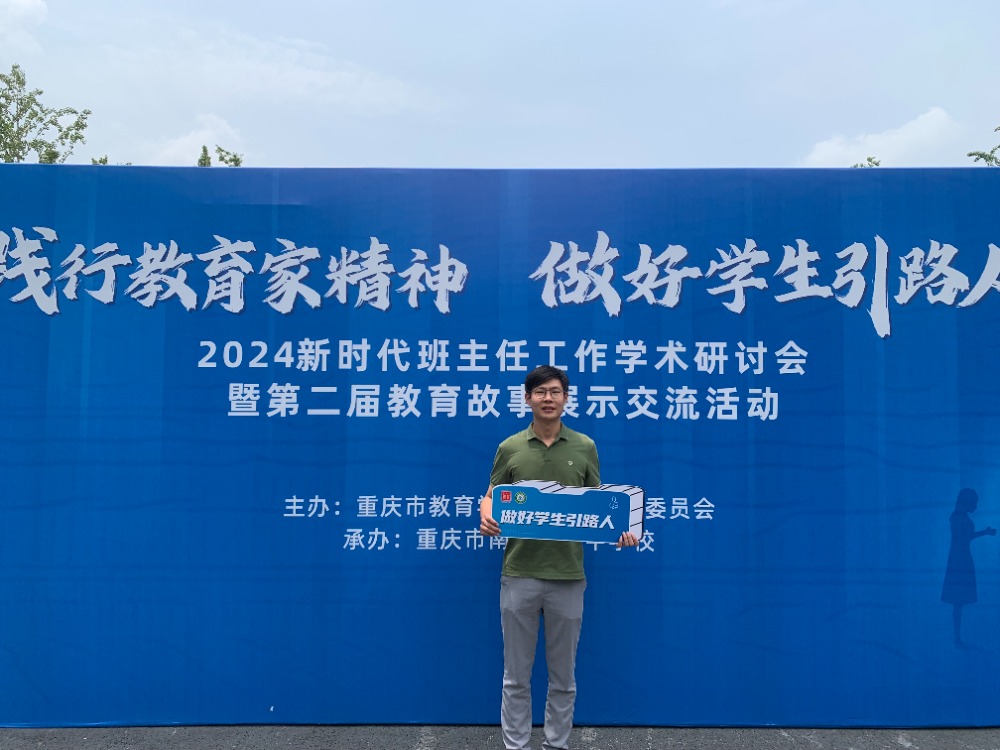 践行教育家精神 做好学生引路人
2024新时代班主任工作学术研讨会
暨第二届教育故事展示交流活动
主办：重庆市教育 委员会
承办：重庆市南 学校
做好学生引路人